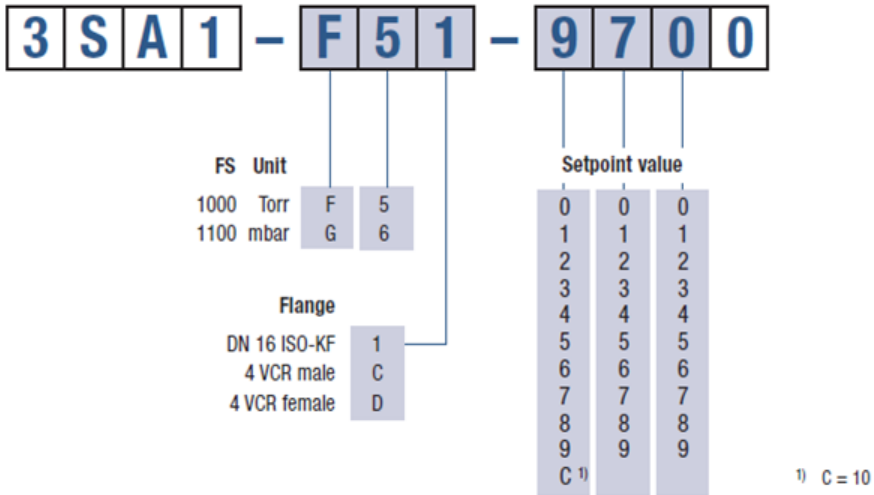 3SA1 – F51 – 9700
FS Unit
Setpoint value
1000 Torr F 5
1100 mbar G 6
0 0 0
1 1 1
2 2 2
3 3 3
4 4 4
5 5 5
6 6 6
7 7 7
8 8 8
9 9 9
C 1)
Flange
DN 16 ISO-KF 1
4 VCR male C
4 VCR female D
1) C = 10